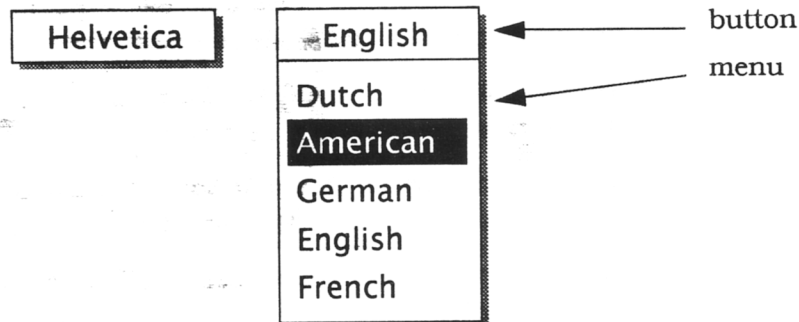 Helvetica
English
button
menu
Dutch
American
German
English
French